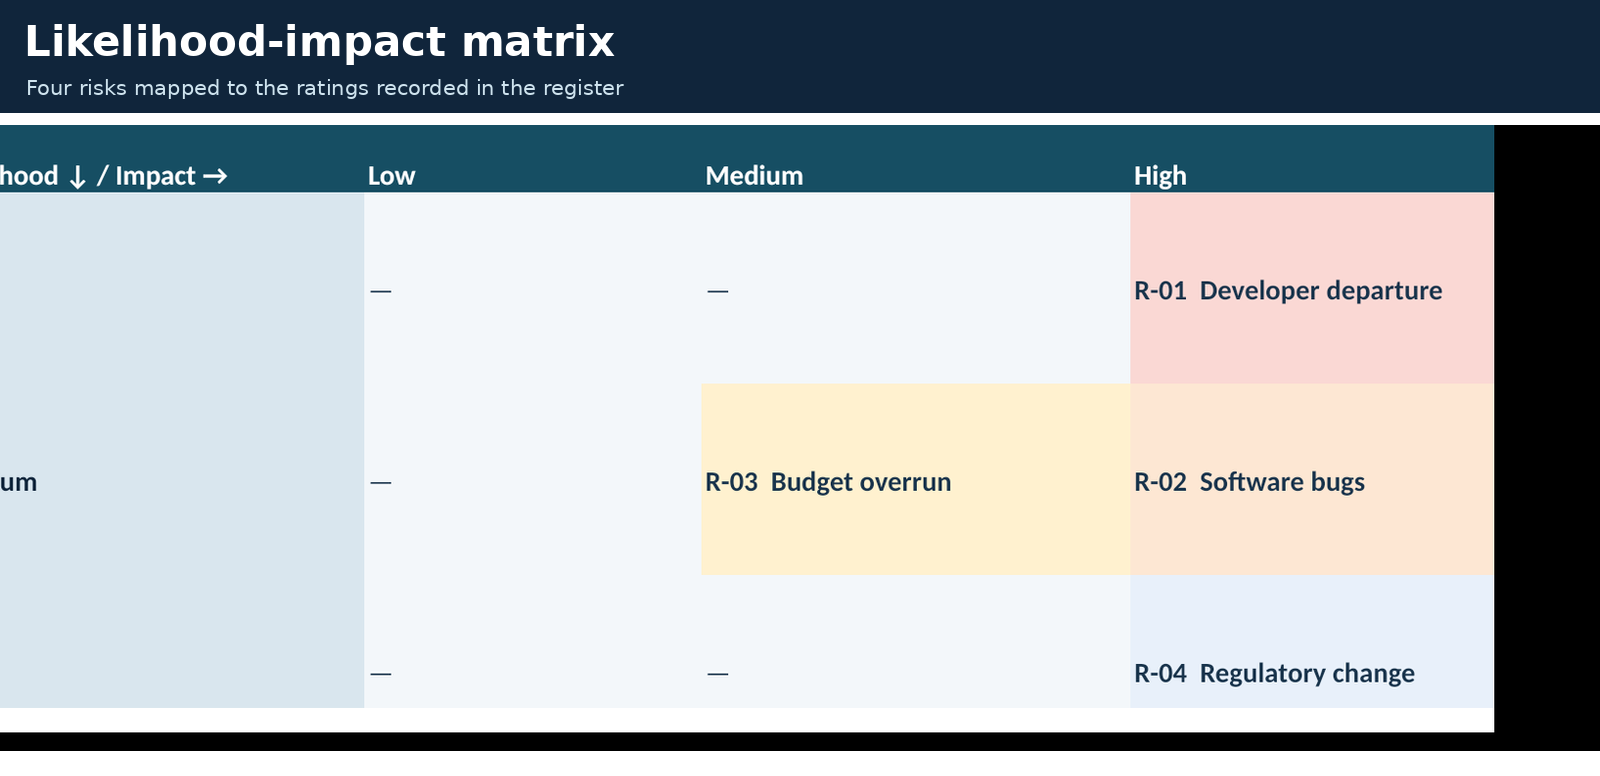 Likelihood-impact matrix
Four risks mapped to the ratings recorded in the register
hood ↓ / Impact → Low Medium High
— — R-01 Developer departure
um — R-03 Budget overrun R-02 Software bugs
— — R-04 Regulatory change